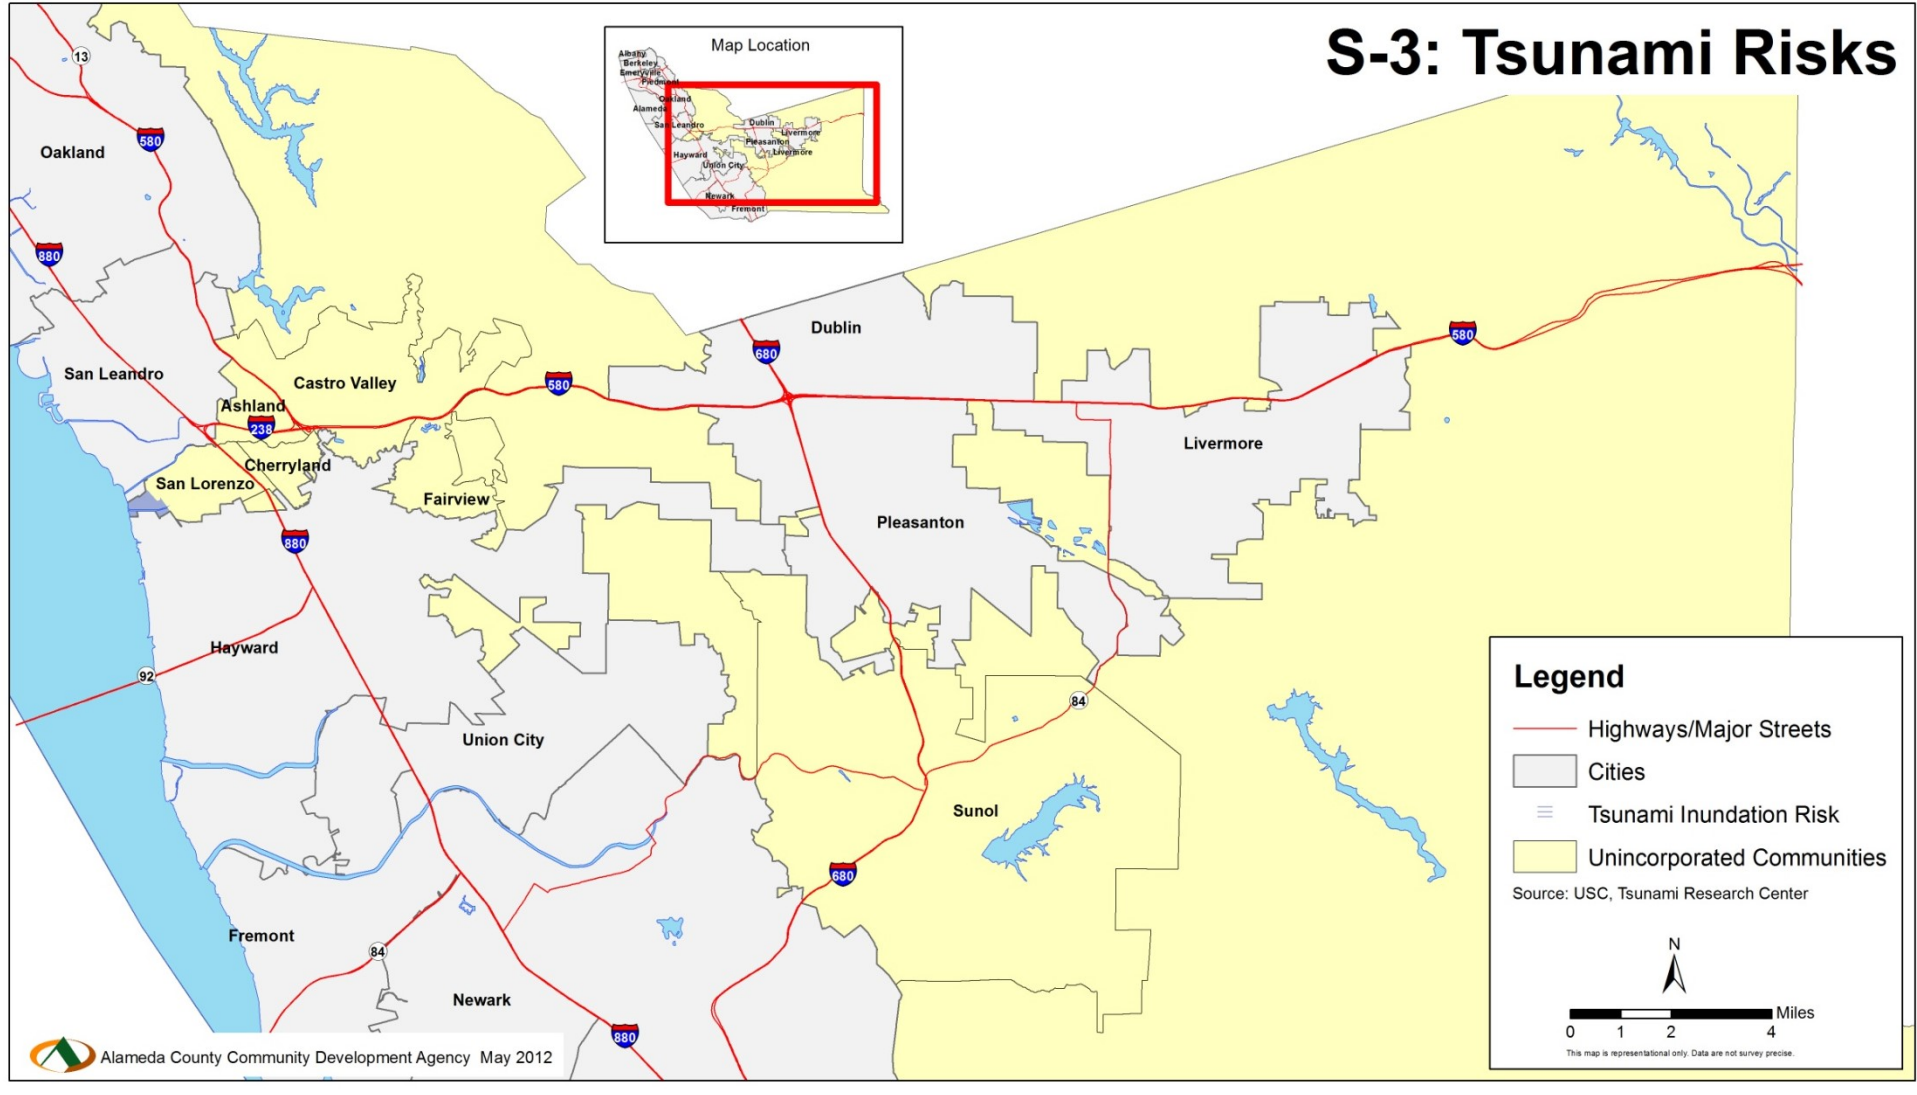 S-3: Tsunami Risks
Map Location
Albany
Berkeley
Emeryville
Piedmont
Oakland
Alameda
San Leandro
Dublin
Livermore
Pleasanton
Livermore
Hayward
Union City
Newark
Fremont
13
580
Oakland
880
San Leandro
Castro Valley
Ashland
238
580
Cherryland
San Lorenzo
Fairview
880
680
Dublin
580
Livermore
Pleasanton
Hayward
92
Union City
84
Sunol
680
Fremont
84
Newark
880
Legend
Highways/Major Streets
Cities
Tsunami Inundation Risk
Unincorporated Communities
Source: USC, Tsunami Research Center
N
Miles
0 1 2 4
This map is representational only. Data are not survey precise.
Alameda County Community Development Agency May 2012